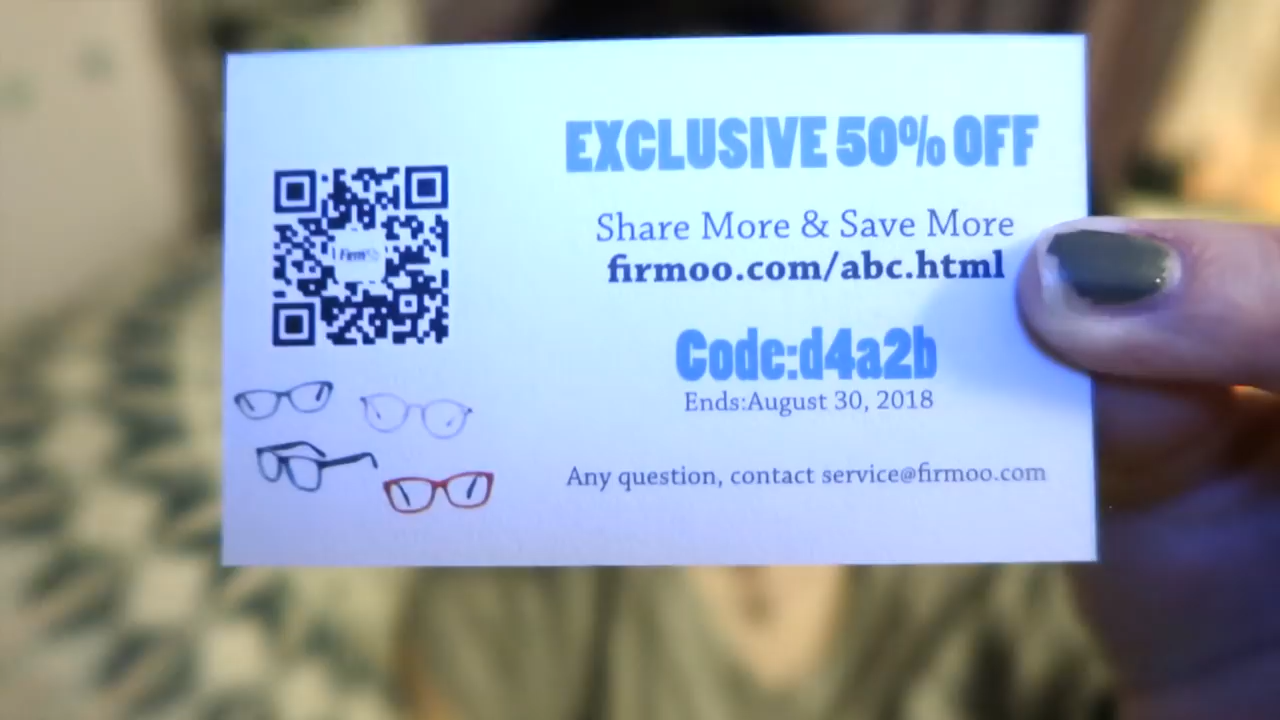 EXCLUSIVE 50% OFF
Share More & Save More
firmoo.com/abc.html
Code:d4a2b
Ends:August 30, 2018
Any question, contact service@firmoo.com